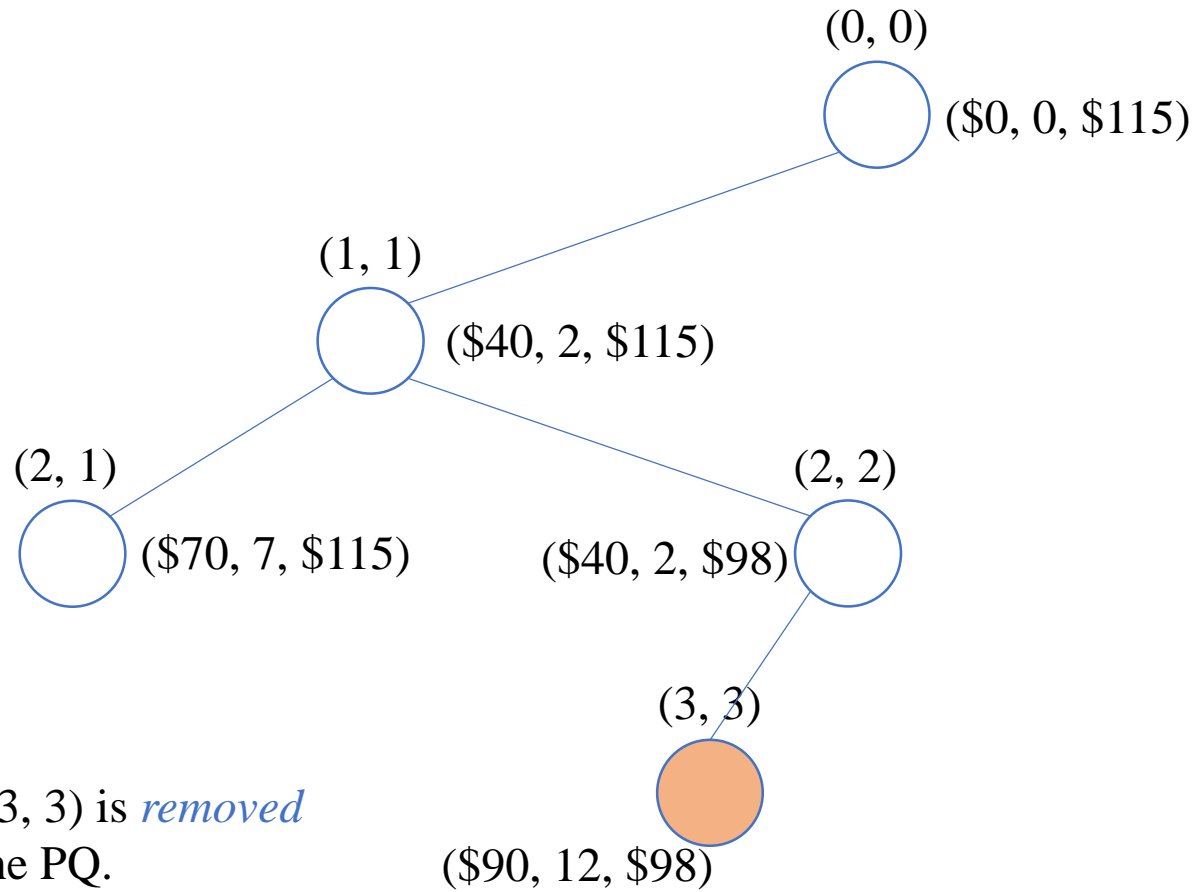 (0, 0)
($0, 0, $115)
(1, 1)
($40, 2, $115)
(2, 1)
($70, 7, $115)
(2, 2)
($40, 2, $98)
(3, 3)
($90, 12, $98)
3, 3) is removed
PQ.